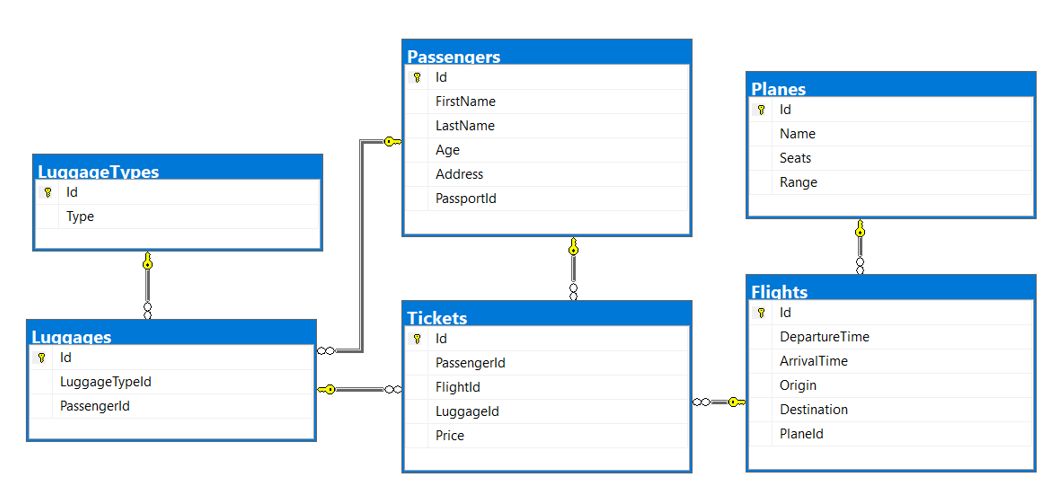 Passengers
Id
FirstName
LastName
Age
Address
PassportId
Planes
Id
Name
Seats
Range
LuggageTypes
Id
Type
Luggages
Id
LuggageTypeId
PassengerId
Tickets
Id
PassengerId
FlightId
LuggageId
Price
Flights
Id
DepartureTime
ArrivalTime
Origin
Destination
PlaneId